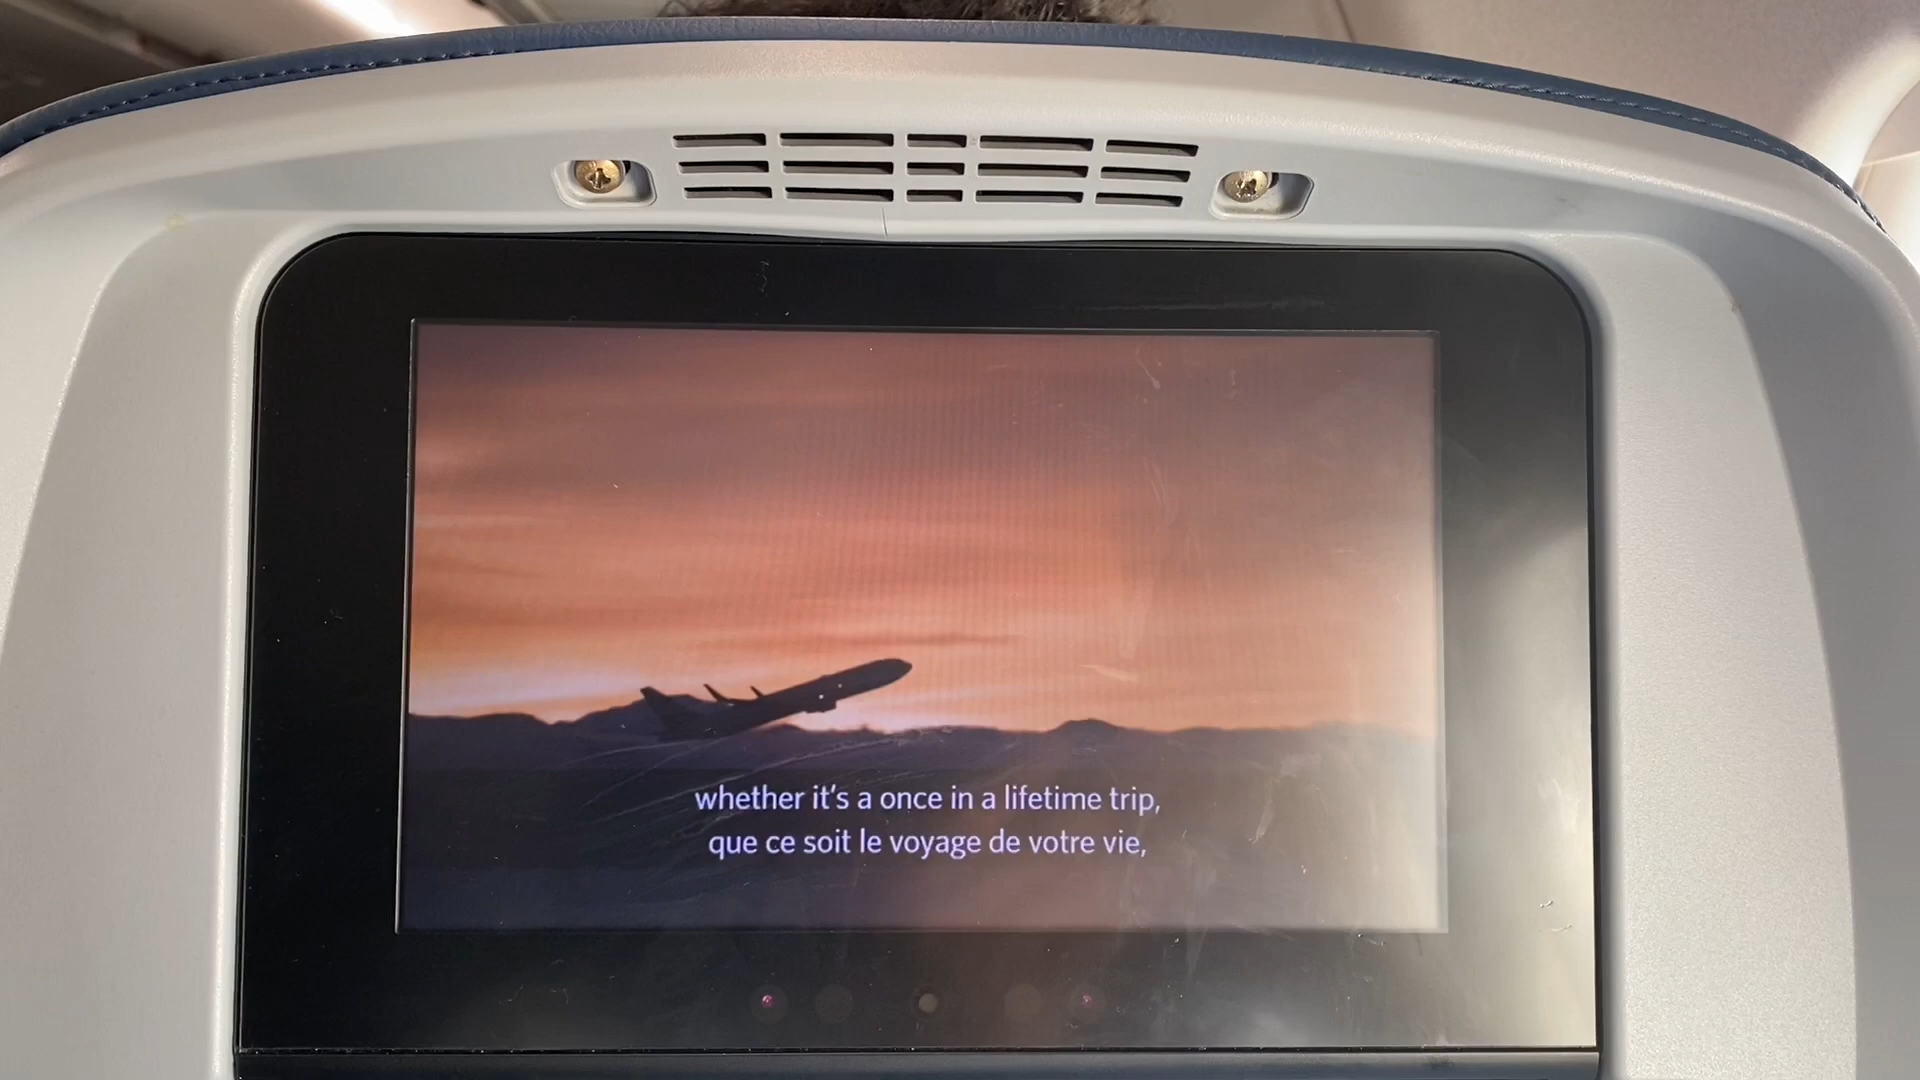 whether it's a once in a lifetime trip,
que ce soit le voyage de votre vie,